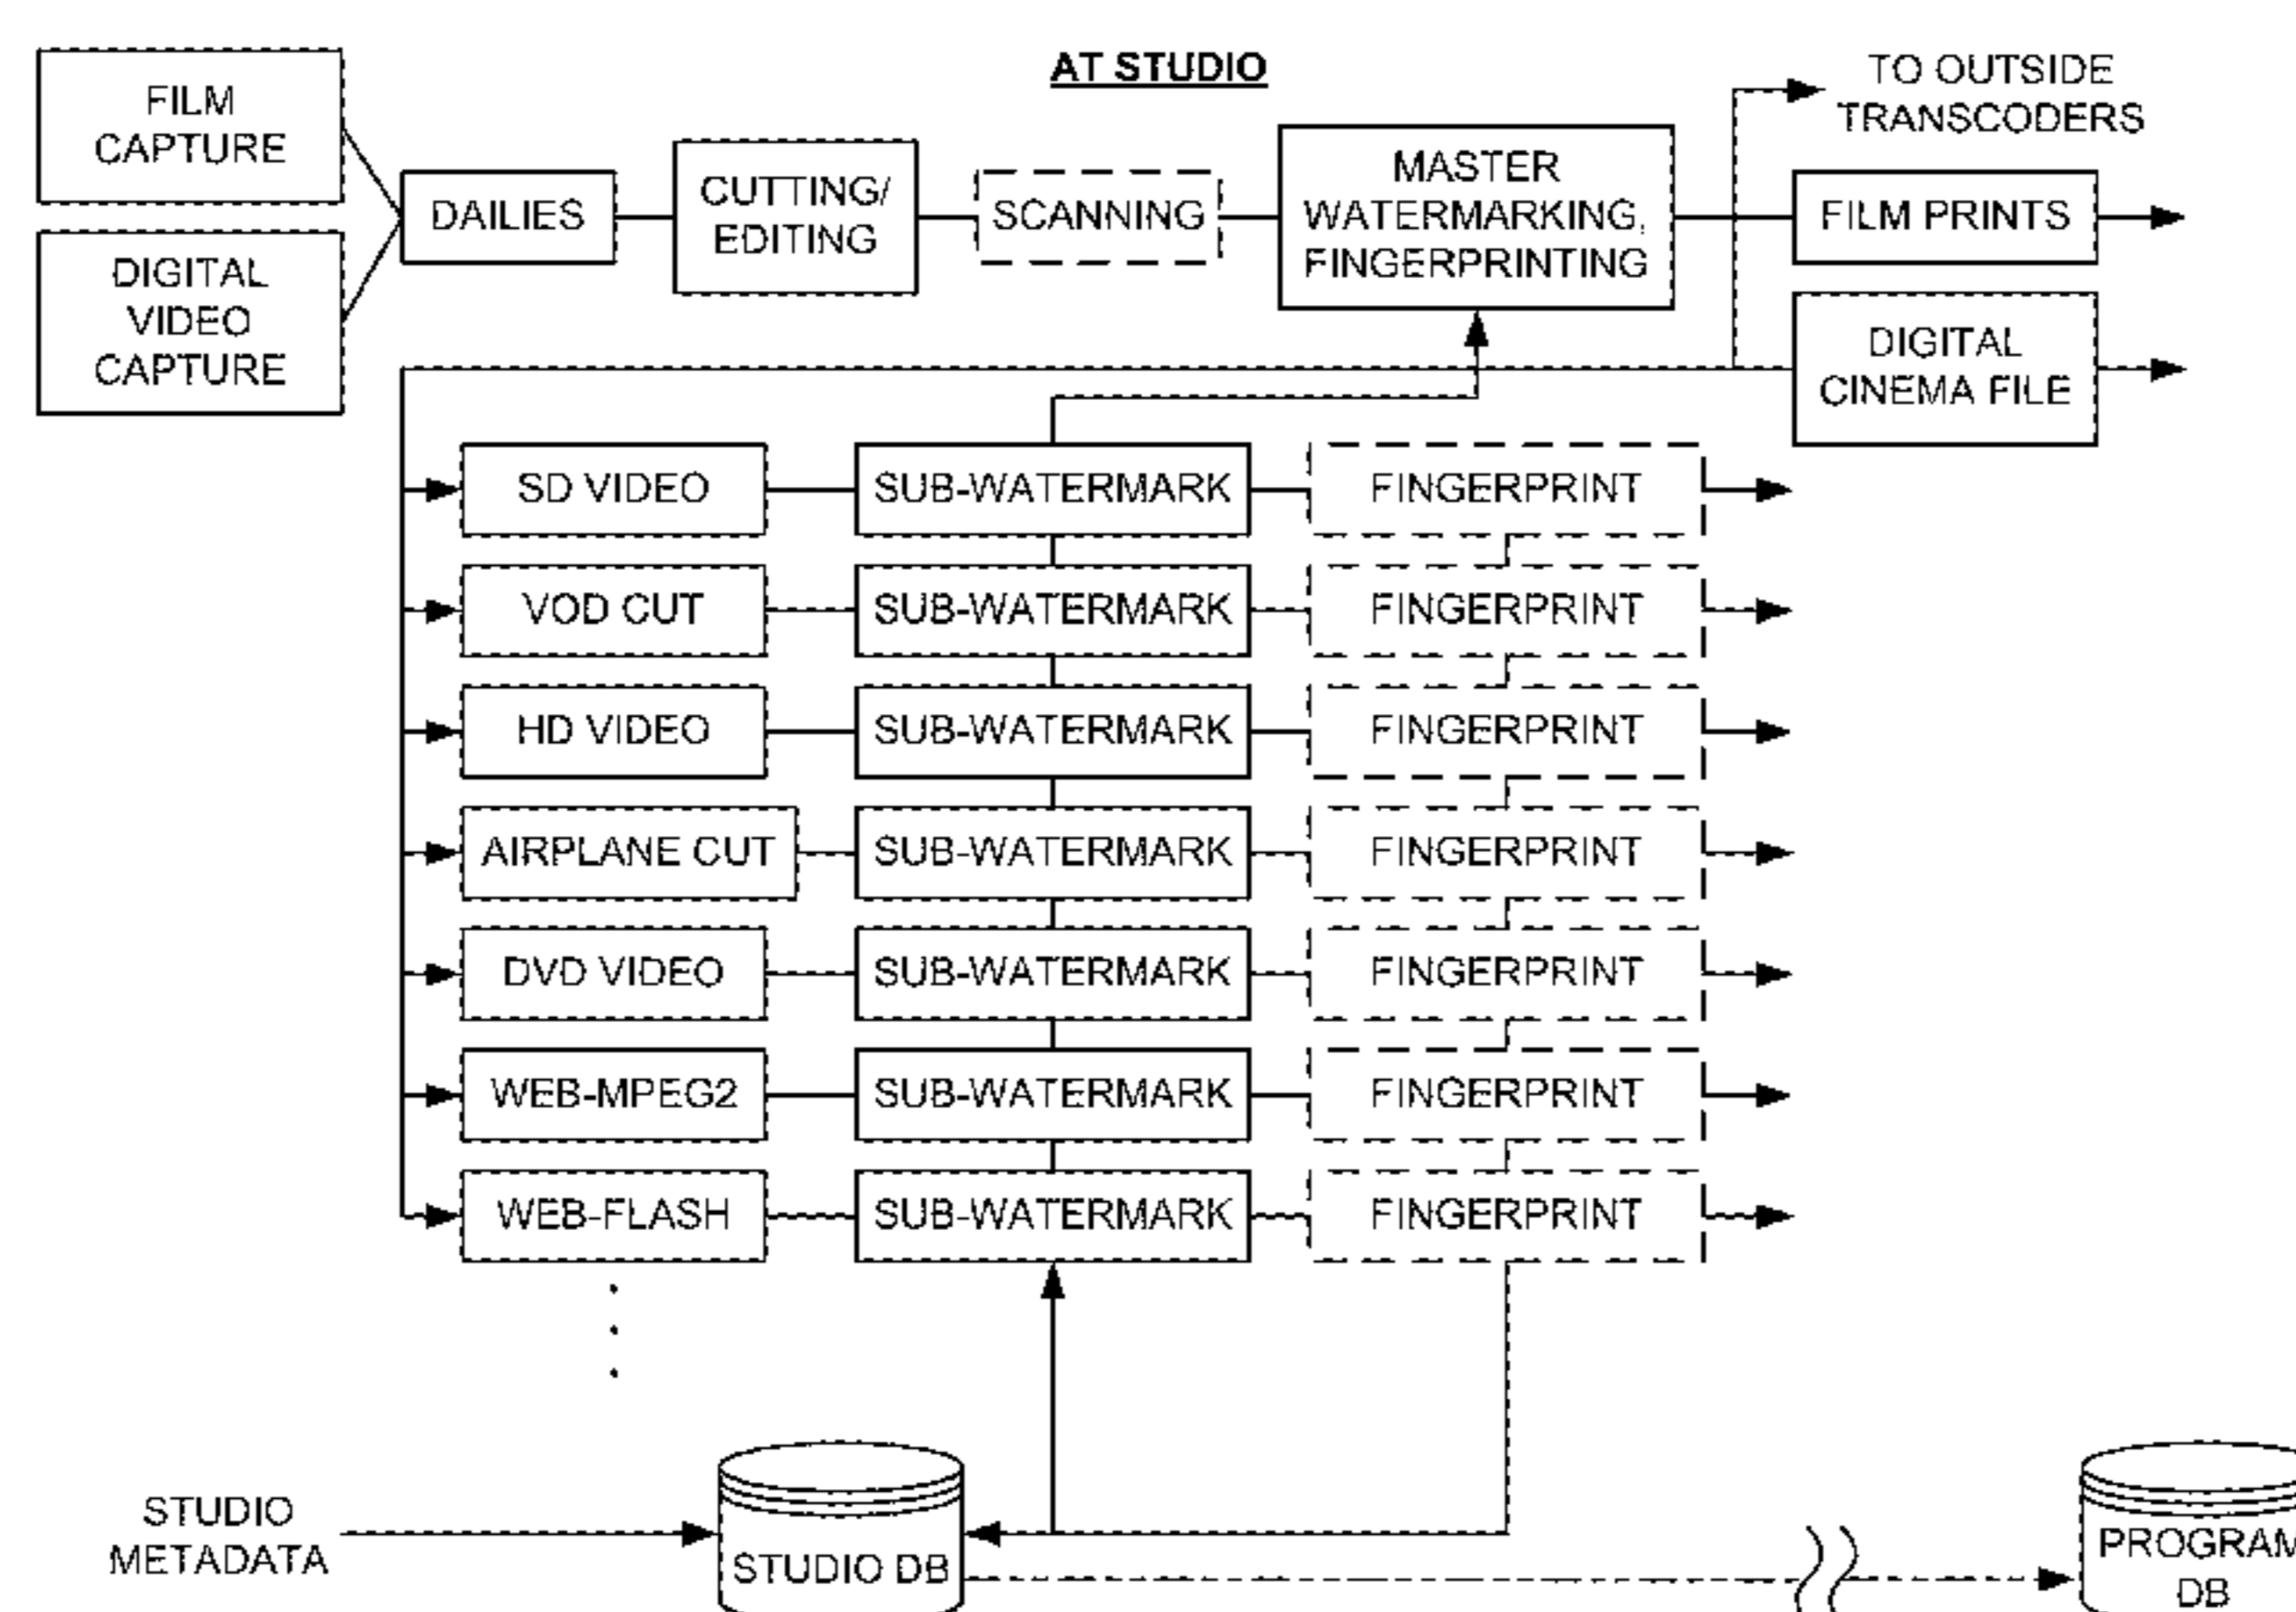 AT STUDIO
FILM
CAPTURE
DIGITAL
VIDEO
CAPTURE
DAILIES
CUTTING/
EDITING
SCANNING
MASTER
WATERMARKING,
FINGERPRINTING
TO OUTSIDE
TRANSCODERS
FILM PRINTS
DIGITAL
CINEMA FILE
SD VIDEO
SUB-WATERMARK
FINGERPRINT
VOD CUT
SUB-WATERMARK
FINGERPRINT
HD VIDEO
SUB-WATERMARK
FINGERPRINT
AIRPLANE CUT
SUB-WATERMARK
FINGERPRINT
DVD VIDEO
SUB-WATERMARK
FINGERPRINT
WEB-MPEG2
SUB-WATERMARK
FINGERPRINT
WEB-FLASH
SUB-WATERMARK
FINGERPRINT
STUDIO
METADATA
STUDIO DB
PROGRAM
DB